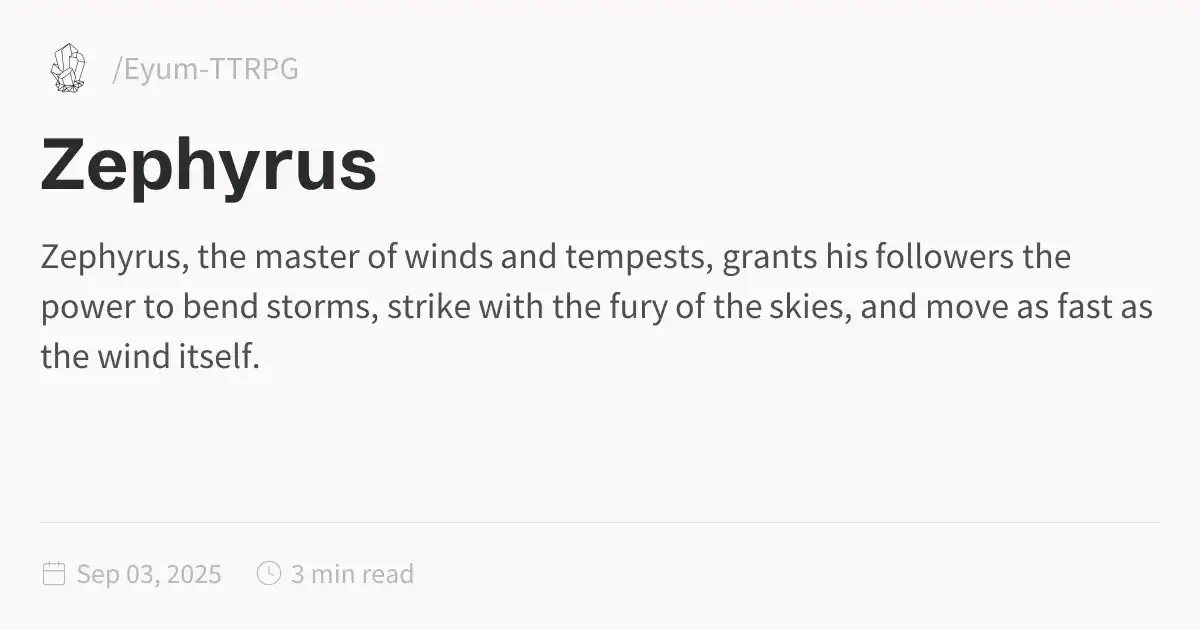 /Eyum-TTRPG
Zephyrus
Zephyrus, the master of winds and tempests, grants his followers the
power to bend storms, strike with the fury of the skies, and move as fast as
the wind itself.
Sep 03, 2025 3 min read